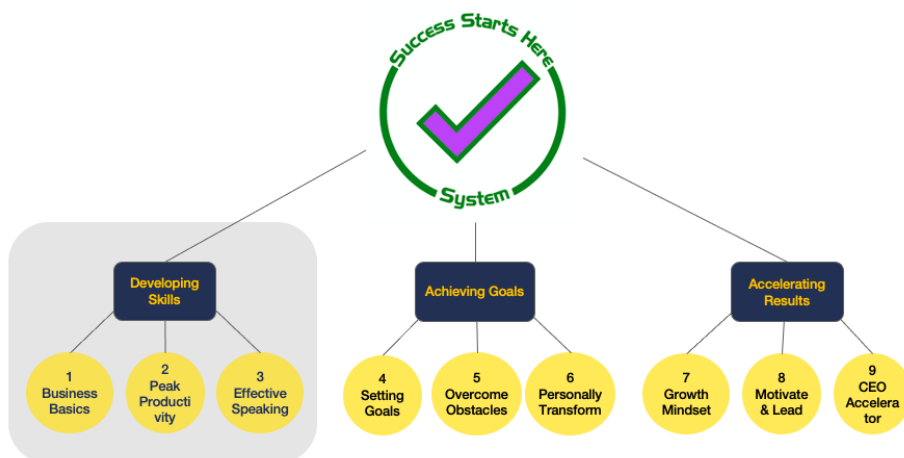 Success Starts Here
System
Developing
Skills
Achieving Goals
Accelerating
Results
1
Business
Basics
2
Peak
Producti
vity
3
Effective
Speaking
4
Setting
Goals
5
Overcome
Obstacles
6
Personally
Transform
7
Growth
Mindset
8
Motivate
& Lead
9
CEO
Accelera
tor